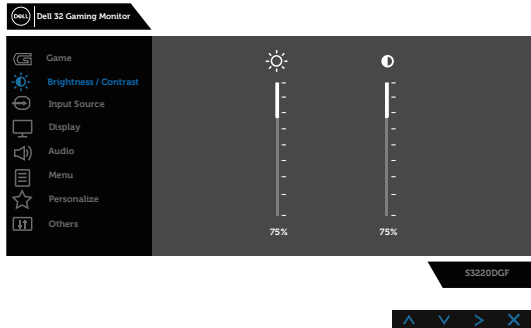 DELL Dell 32 Gaming Monitor
Game
Brightness / Contrast
Input Source
Display
Audio
Menu
Personalize
Others
75% 75%
S3220DGF